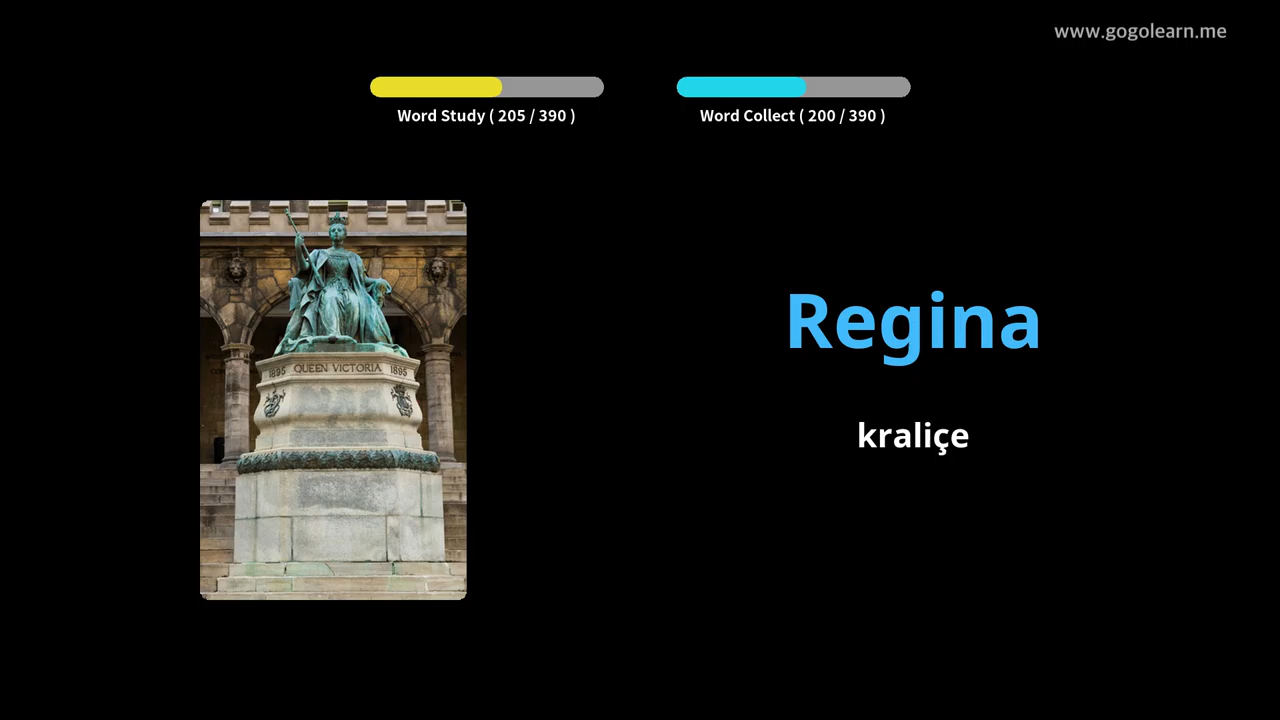 www.gogolearn.me
Word Study ( 205 / 390 )
Word Collect ( 200 / 390 )
1895 QUEEN VICTORIA 1895
Regina
kraliçe